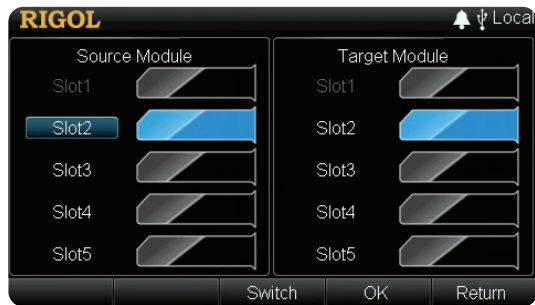 RIGOL Local
Source Module Target Module
Slot1 Slot1
Slot2 Slot2
Slot3 Slot3
Slot4 Slot4
Slot5 Slot5
Switch OK Return